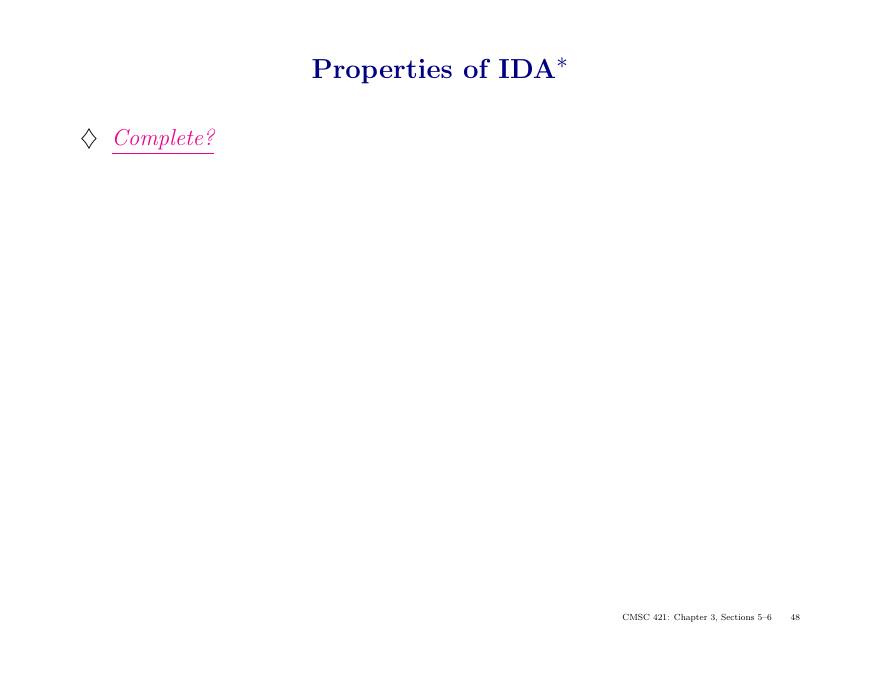 Properties of IDA*
♢ Complete?
CMSC 421: Chapter 3, Sections 5–6 48